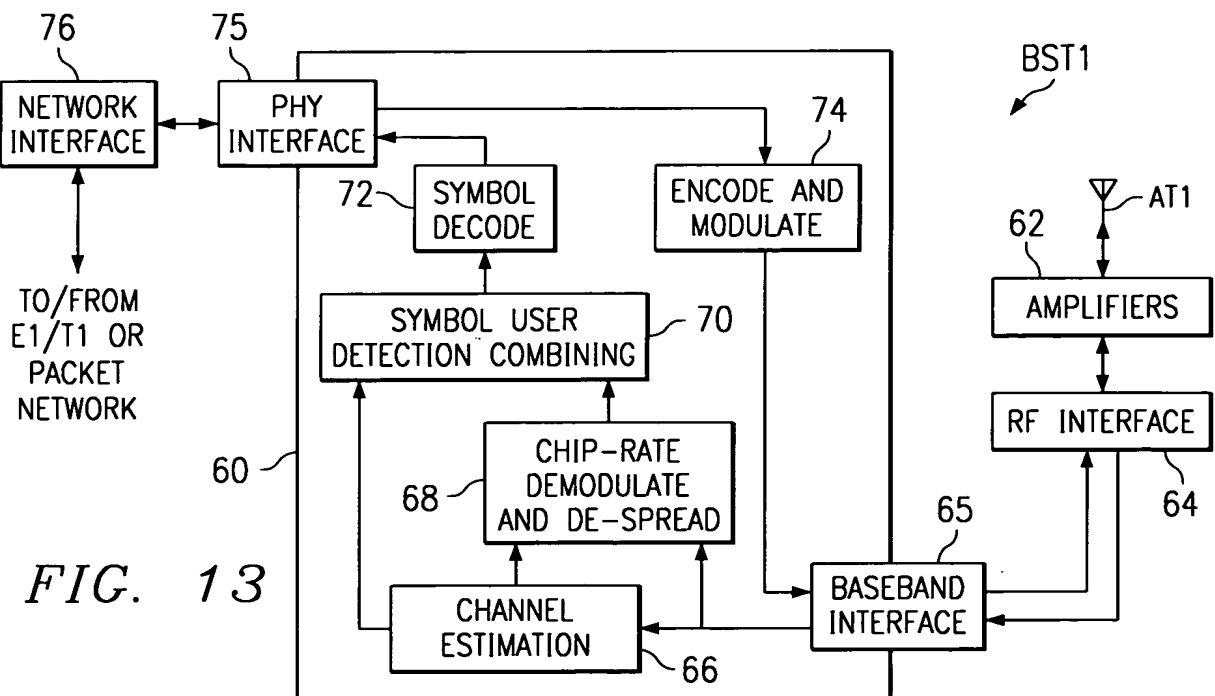 76
75
BST1
NETWORK
INTERFACE
PHY
INTERFACE
74
72
SYMBOL
DECODE
ENCODE AND
MODULATE
AT1
62
AMPLIFIERS
TO/FROM
E1/T1 OR
PACKET
NETWORK
SYMBOL USER
DETECTION COMBINING
70
RF INTERFACE
64
60
68
CHIP-RATE
DEMODULATE
AND DE-SPREAD
65
BASEBAND
INTERFACE
FIG. 13
CHANNEL
ESTIMATION
66